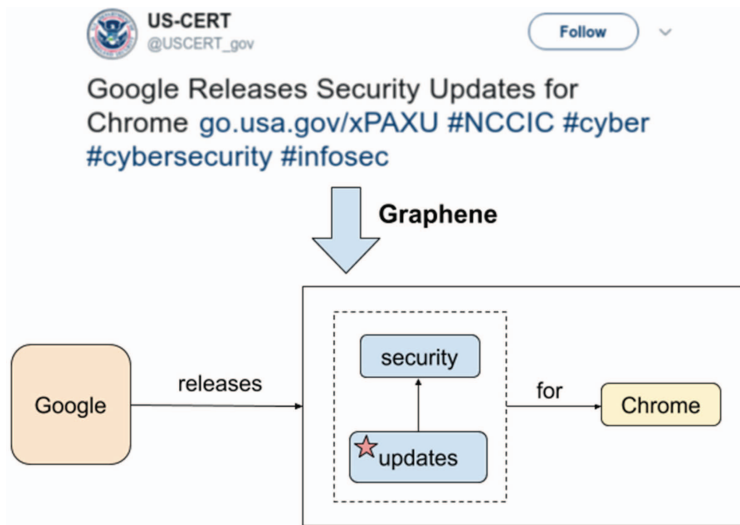 US-CERT
@USCERT_gov
Follow
Google Releases Security Updates for
Chrome go.usa.gov/xPAXU #NCCIC #cyber
#cybersecurity #infosec
Graphene
Google
releases
security
updates
for
Chrome